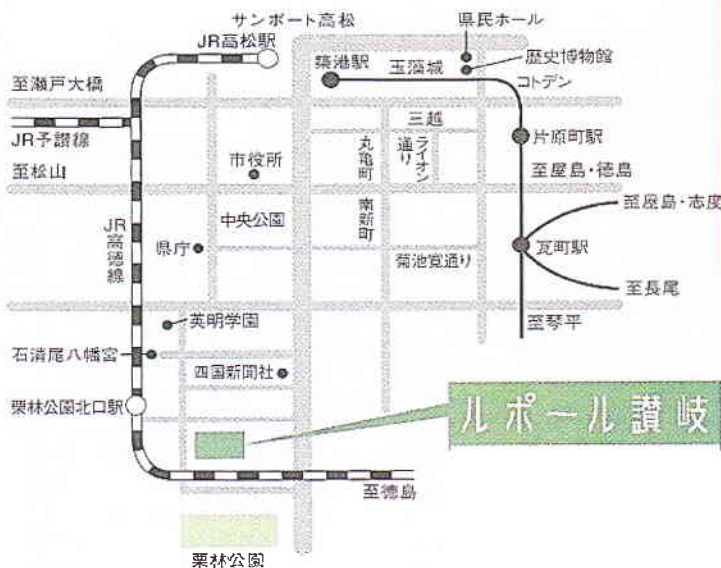 サンポート高松
県民ホール
JR高松駅
築港駅
玉藻城
歴史博物館
コトデン
至瀬戸大橋
三越
片原町駅
JR予讃線
丸亀町
ライオン通り
市役所
至松山
至屋島・徳島
南新町
至屋島・志度
中央公園
JR高徳線
県庁
菊池寛通り
瓦町駅
至長尾
英明学園
至琴平
石清尾八幡宮
四国新聞社
栗林公園北口駅
ルポール讃岐
至徳島
栗林公園